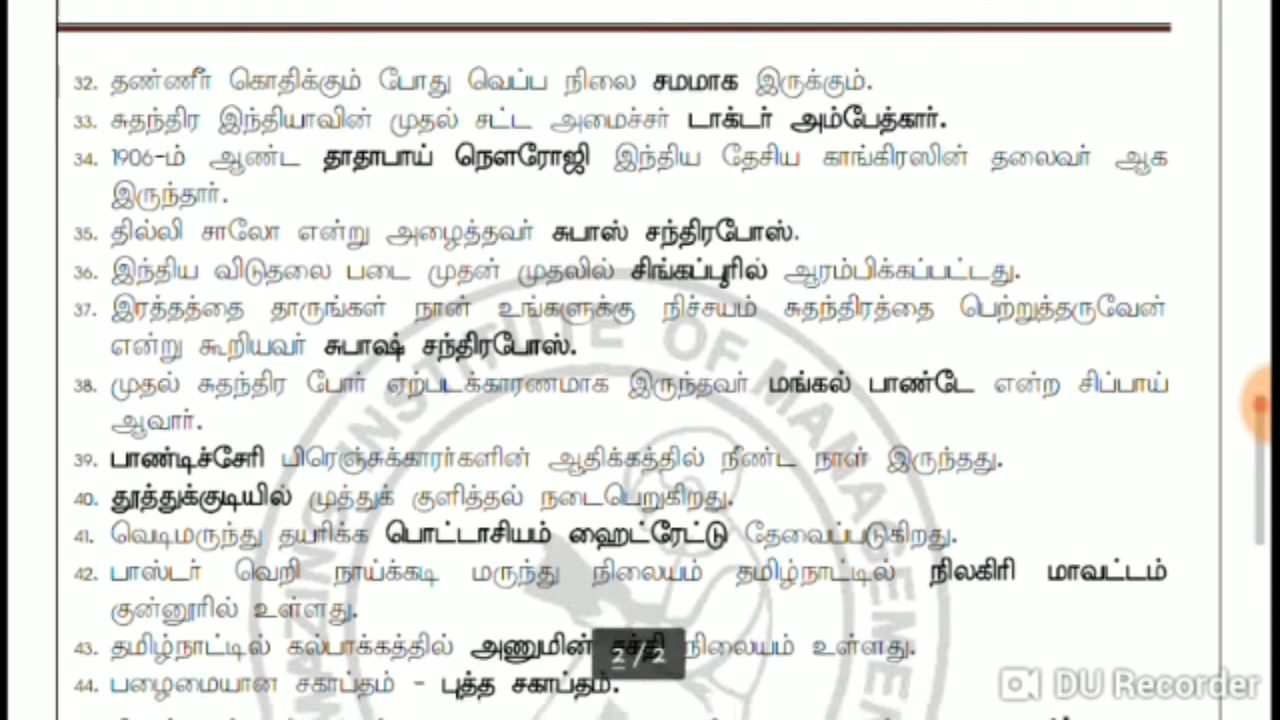 32. தண்ணீர் கொதிக்கும் போது வெப்ப நிலை சமமாக இருக்கும்.
33. சுதந்திர இந்தியாவின் முதல் சட்ட அமைச்சர் டாக்டர் அம்பேத்கார்.
34. 1906-ம் ஆண்ட தாதாபாய் நௌரோஜி இந்திய தேசிய காங்கிரஸின் தலைவர் ஆக
இருந்தார்.
35. தில்லி சாலோ என்று அழைத்தவர் சுபாஸ் சந்திரபோஸ்.
36. இந்திய விடுதலை படை முதன் முதலில் சிங்கப்பூரில் ஆரம்பிக்கப்பட்டது.
37. இரத்தத்தை தாருங்கள் நான் உங்களுக்கு நிச்சயம் சுதந்திரத்தை பெற்றுத்தருவேன்
என்று கூறியவர் சுபாஷ் சந்திரபோஸ்.
38. முதல் சுதந்திர போர் ஏற்படக்காரணமாக இருந்தவர் மங்கல் பாண்டே என்ற சிப்பாய்
ஆவார்.
39. பாண்டிச்சேரி பிரெஞ்சுக்காரர்களின் ஆதிக்கத்தில் நீண்ட நாள் இருந்தது.
40. தூத்துக்குடியில் முத்துக் குளித்தல் நடைபெறுகிறது.
41. வெடிமருந்து தயரிக்க பொட்டாசியம் ஹைட்ரேட்டு தேவைப்படுகிறது.
42. பாஸ்டர் வெறி நாய்க்கடி மருந்து நிலையம் தமிழ்நாட்டில் நிலகிரி மாவட்டம்
குன்னூரில் உள்ளது.
43. தமிழ்நாட்டில் கல்பாக்கத்தில் அணுமின் சக்தி நிலையம் உள்ளது.
2 / 2
44. பழைமையான சகாப்தம் - புத்த சகாப்தம்.
INSTITUTE OF MANAGEMENT
DU Recorder